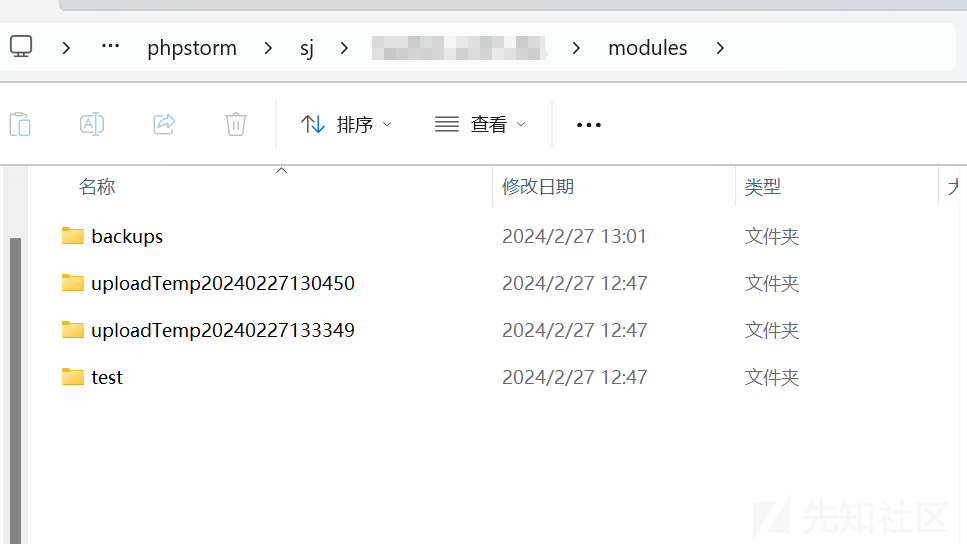 phpstorm sj modules
排序 查看
名称 修改日期 类型
backups 2024/2/27 13:01 文件夹
uploadTemp20240227130450 2024/2/27 12:47 文件夹
uploadTemp20240227133349 2024/2/27 12:47 文件夹
test 2024/2/27 12:47 文件夹
先知社区